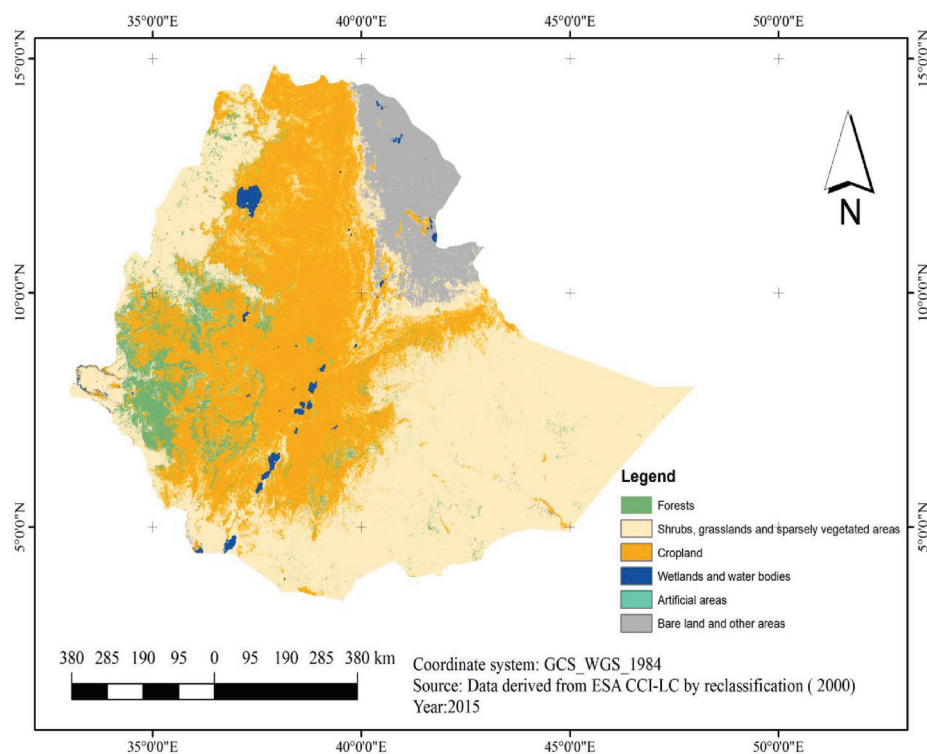 35°0'0"E 40°0'0"E 45°0'0"E 50°0'0"E
15°0'0"N 15°0'0"N
N
10°0'0"N 10°0'0"N
Legend
Forests
Shrubs, grasslands and sparsely vegetated areas
5°0'0"N 5°0'0"N
Cropland
Wetlands and water bodies
Artificial areas
Bare land and other areas
380 285 190 95 0 95 190 285 380 km
Coordinate system: GCS_WGS_1984
Source: Data derived from ESA CCI-LC by reclassification ( 2000)
Year:2015
35°0'0"E 40°0'0"E 45°0'0"E 50°0'0"E